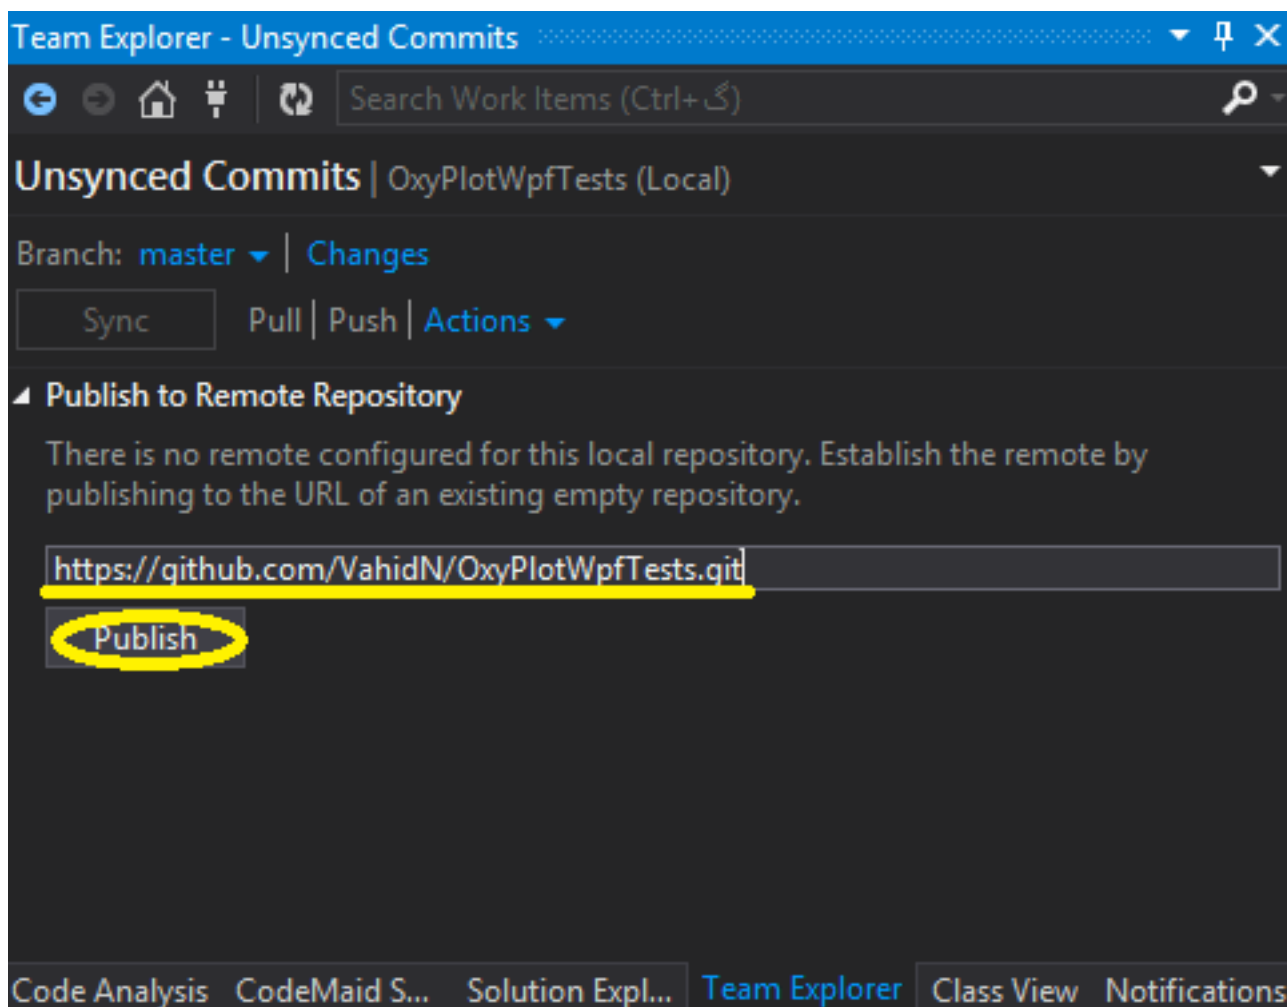 Team Explorer - Unsynced Commits
Search Work Items (Ctrl+گ)
Unsynced Commits | OxyPlotWpfTests (Local)
Branch: master | Changes
Sync Pull | Push | Actions
Publish to Remote Repository
There is no remote configured for this local repository. Establish the remote by
publishing to the URL of an existing empty repository.
https://github.com/VahidN/OxyPlotWpfTests.git
Publish
Code Analysis CodeMaid S... Solution Expl... Team Explorer Class View Notifications